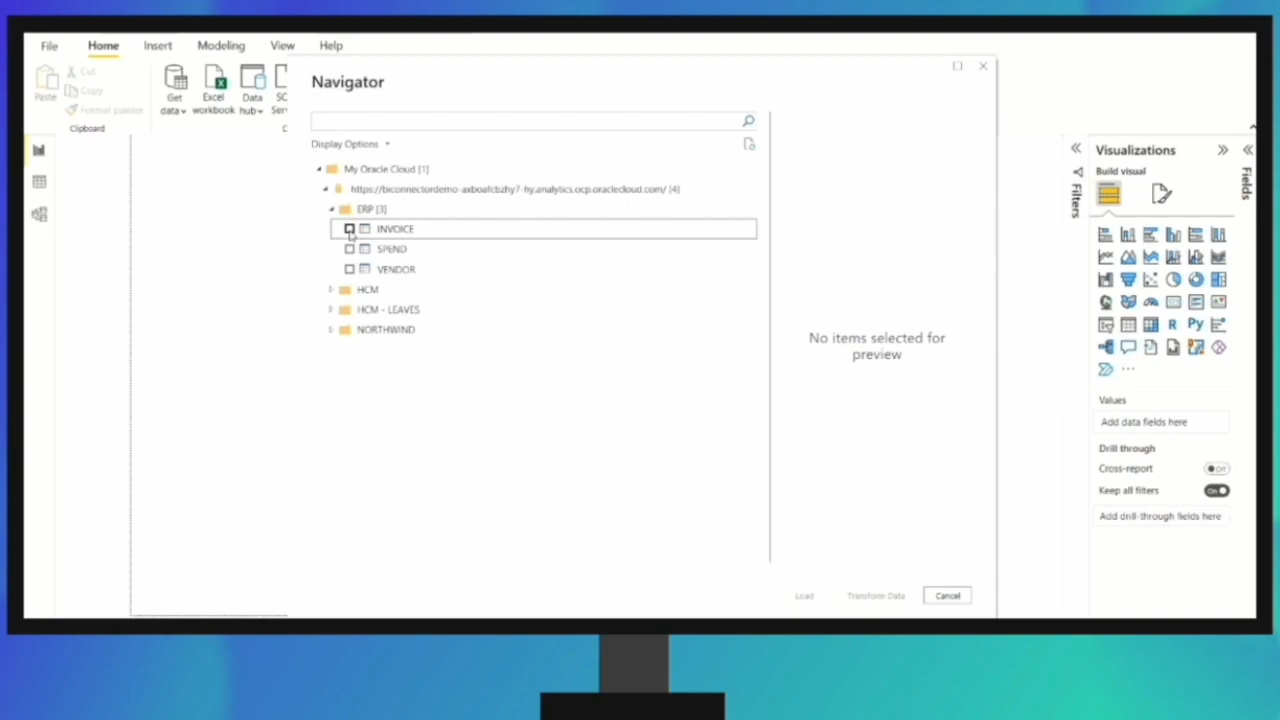 File Home Insert Modeling View Help
Paste
Cut
Copy
Format painter
Clipboard
Get data
Excel workbook
Data hub
Navigator
Display Options
My Oracle Cloud [1]
https://biconnectordemo-axboafcbzhy7-hy.analytics.ocp.oraclecloud.com/ [4]
ERP [3]
INVOICE
SPEND
VENDOR
HCM
HCM - LEAVES
NORTHWIND
No items selected for
preview
Load Transform Data Cancel
Filters
Visualizations
Build visual
R Py
Values
Add data fields here
Drill through
Cross-report Off
Keep all filters On
Add drill-through fields here
Fields